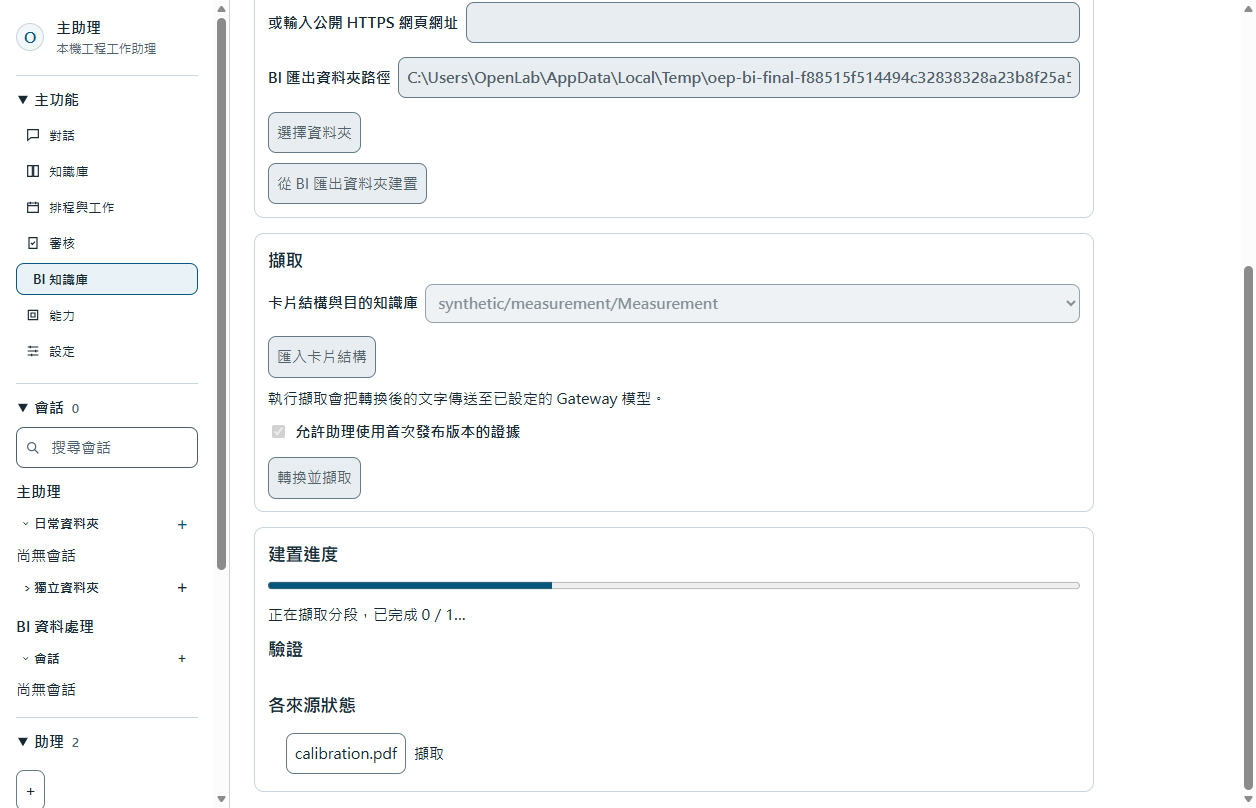 O
主助理
本機工程工作助理
▼ 主功能
對話
知識庫
排程與工作
審核
BI 知識庫
能力
設定
▼ 會話 0
搜尋會話
主助理
日常資料夾 +
尚無會話
獨立資料夾 +
BI 資料處理
會話 +
尚無會話
▼ 助理 2
+
或輸入公開 HTTPS 網頁網址
BI 匯出資料夾路徑 C:\Users\OpenLab\AppData\Local\Temp\oep-bi-final-f88515f514494c32838328a23b8f25a5
選擇資料夾
從 BI 匯出資料夾建置
擷取
卡片結構與目的知識庫 synthetic/measurement/Measurement
匯入卡片結構
執行擷取會把轉換後的文字傳送至已設定的 Gateway 模型。
允許助理使用首次發布版本的證據
轉換並擷取
建置進度
正在擷取分段，已完成 0 / 1...
驗證
各來源狀態
calibration.pdf 擷取